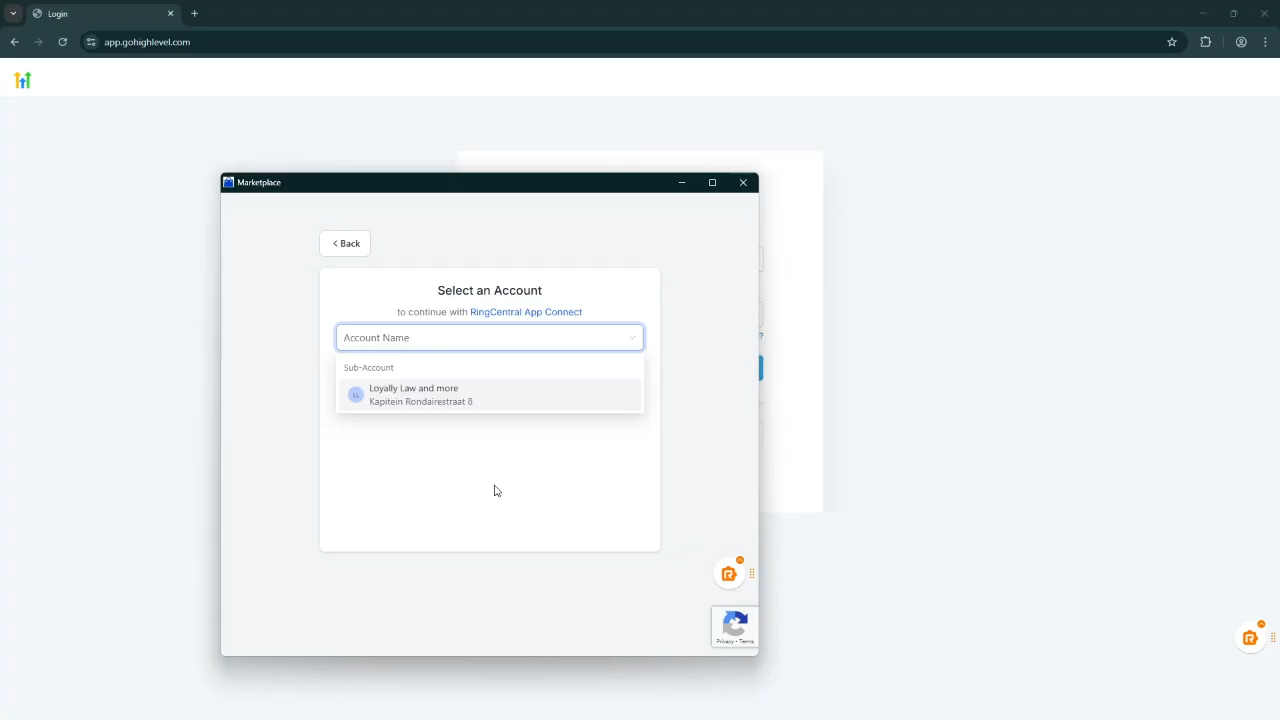 Login
app.gohighlevel.com
Marketplace
Back
Select an Account
to continue with RingCentral App Connect
Account Name
Sub-Account
LL
Loyally Law and more
Kapitein Rondairestraat 8
?
Privacy - Terms